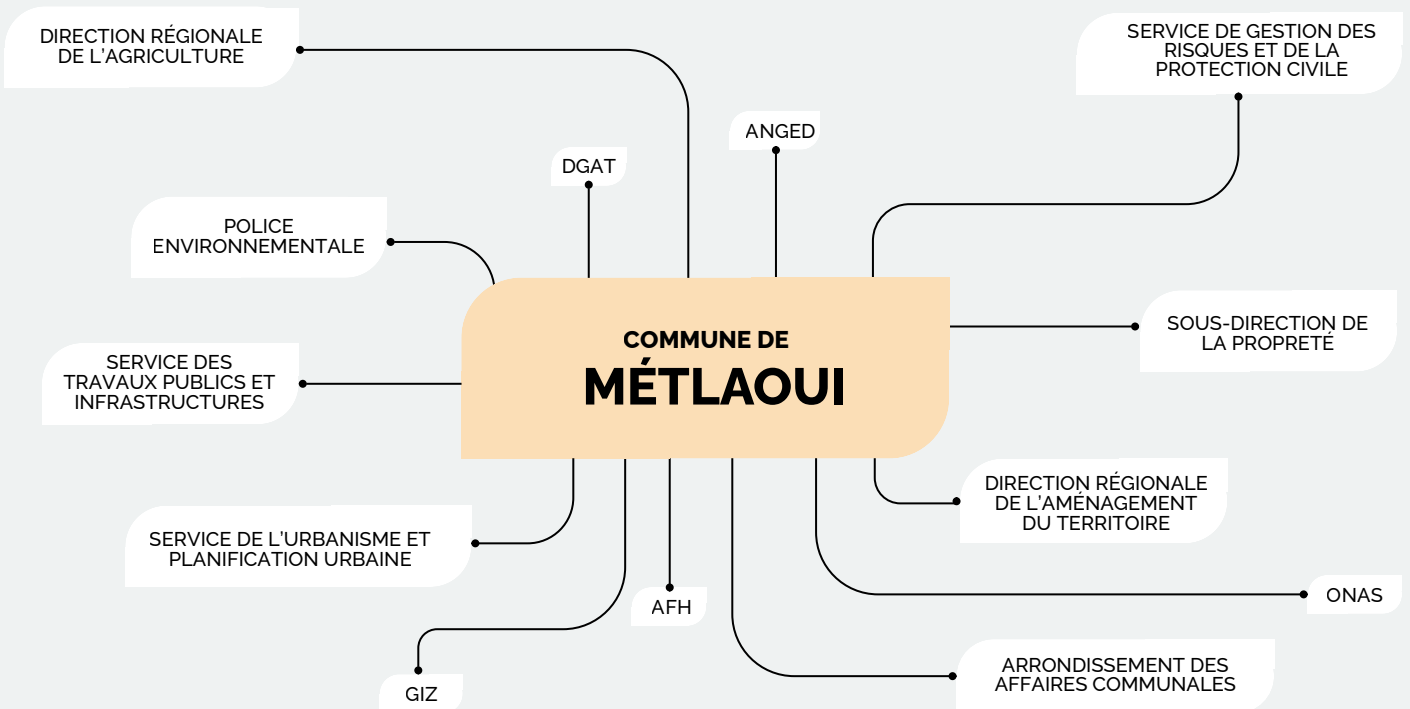 DIRECTION RÉGIONALE
DE L'AGRICULTURE
SERVICE DE GESTION DES
RISQUES ET DE LA
PROTECTION CIVILE
ANGED
DGAT
POLICE
ENVIRONNEMENTALE
SOUS-DIRECTION DE
LA PROPRETÉ
COMMUNE DE
MÉTLAOUI
SERVICE DES
TRAVAUX PUBLICS ET
INFRASTRUCTURES
DIRECTION RÉGIONALE
DE L'AMÉNAGEMENT
DU TERRITOIRE
SERVICE DE L'URBANISME ET
PLANIFICATION URBAINE
AFH
ONAS
ARRONDISSEMENT DES
AFFAIRES COMMUNALES
GIZ